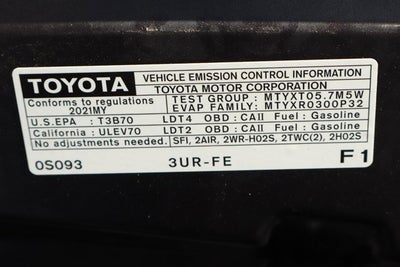 TOYOTA
VEHICLE EMISSION CONTROL INFORMATION
TOYOTA MOTOR CORPORATION
Conforms to regulations
2021MY
TEST GROUP : MTYXT05.7M5W
EVAP FAMILY : MTYXR0300P32
U.S.EPA : T3B70 LDT4 OBD : CAII Fuel : Gasoline
California : ULEV70 LDT2 OBD : CAII Fuel : Gasoline
No adjustments needed. SFI, 2AIR, 2WR-HO2S, 2TWC(2), 2HO2S
0S093 3UR-FE F1